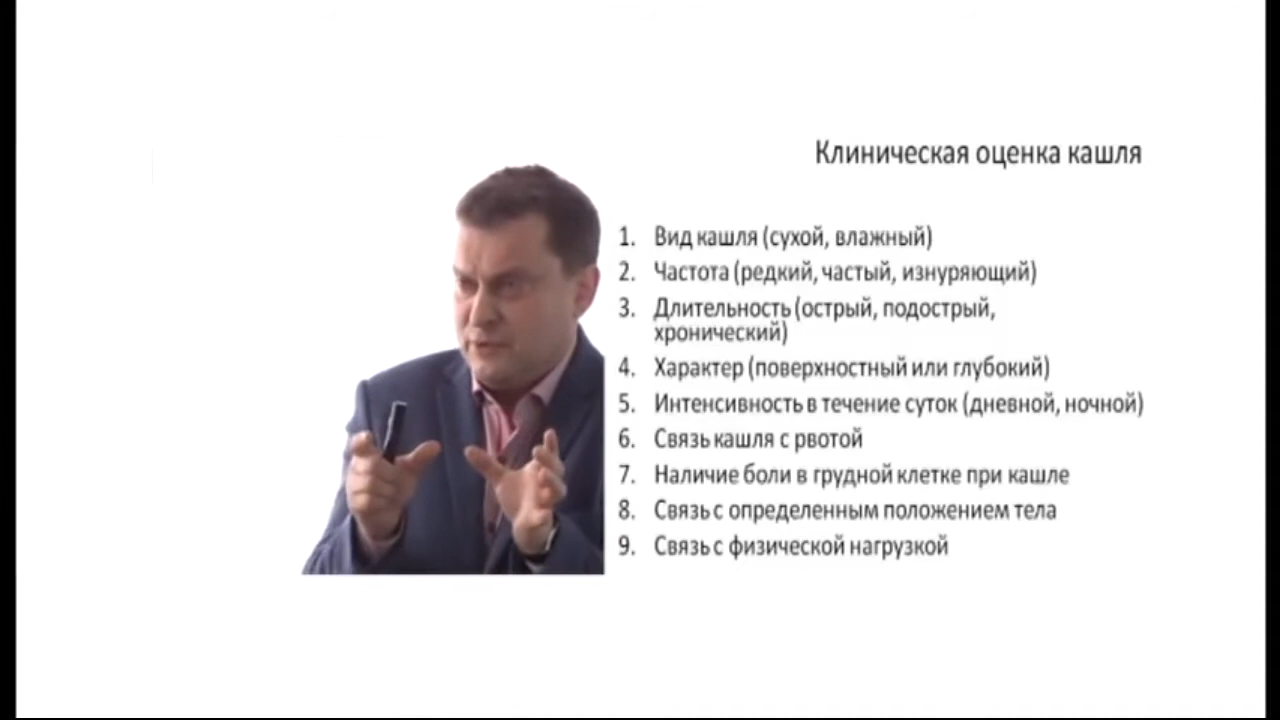 Клиническая оценка кашля
1. Вид кашля (сухой, влажный)
2. Частота (редкий, частый, изнуряющий)
3. Длительность (острый, подострый,
хронический)
4. Характер (поверхностный или глубокий)
5. Интенсивность в течение суток (дневной, ночной)
6. Связь кашля с рвотой
7. Наличие боли в грудной клетке при кашле
8. Связь с определенным положением тела
9. Связь с физической нагрузкой